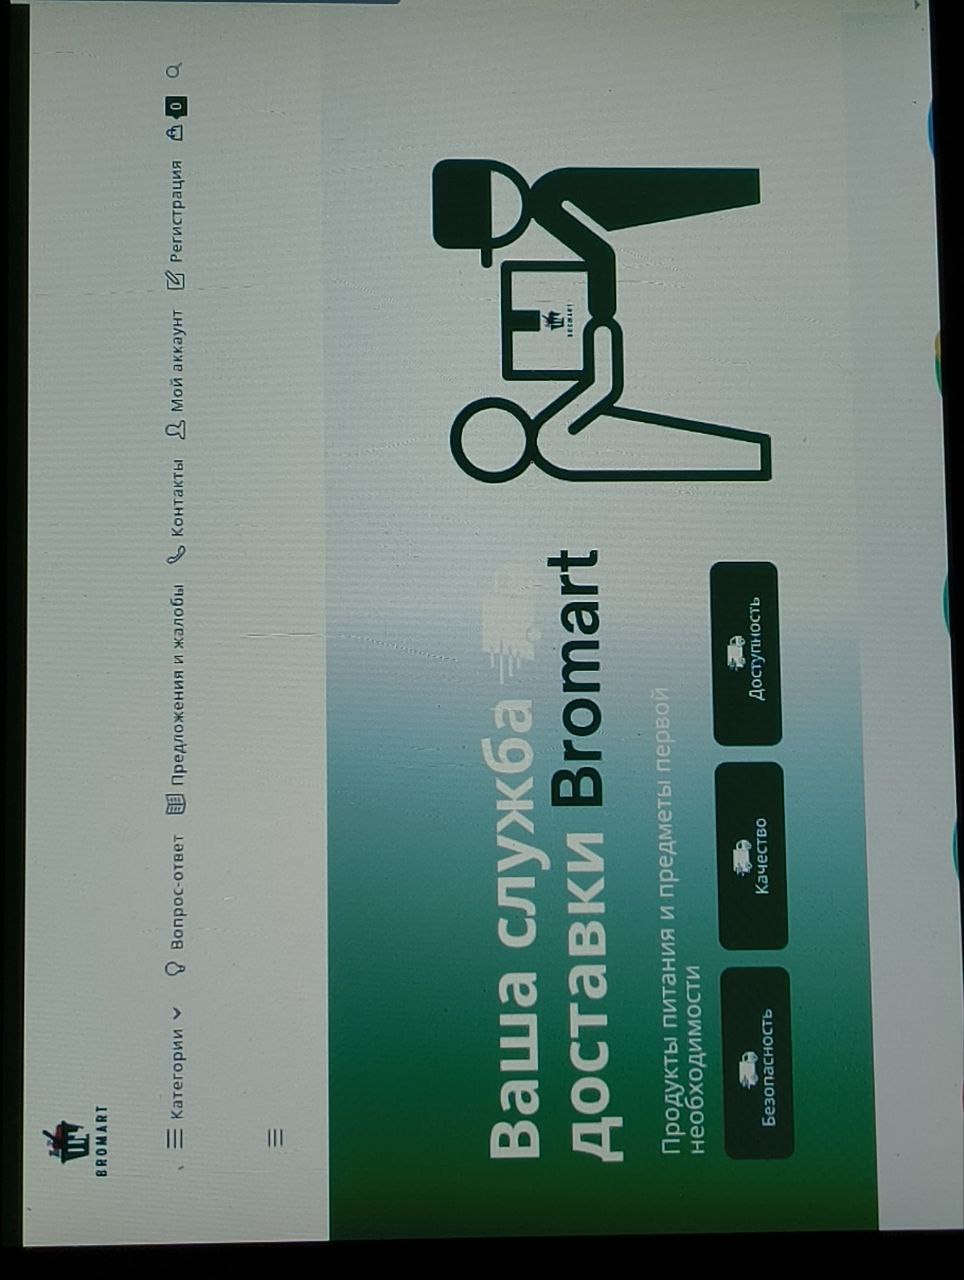 BROMART
Категории
Вопрос-ответ
Предложения и жалобы
Контакты
Мой аккаунт
Регистрация
0
Ваша служба
доставки Bromart
Продукты питания и предметы первой
необходимости
Безопасность
Качество
Доступность
BROMART